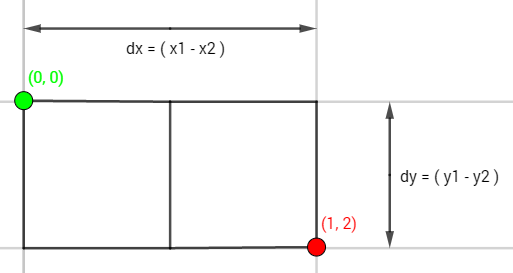 dx = ( x1 - x2 )
(0, 0)
dy = ( y1 - y2 )
(1, 2)